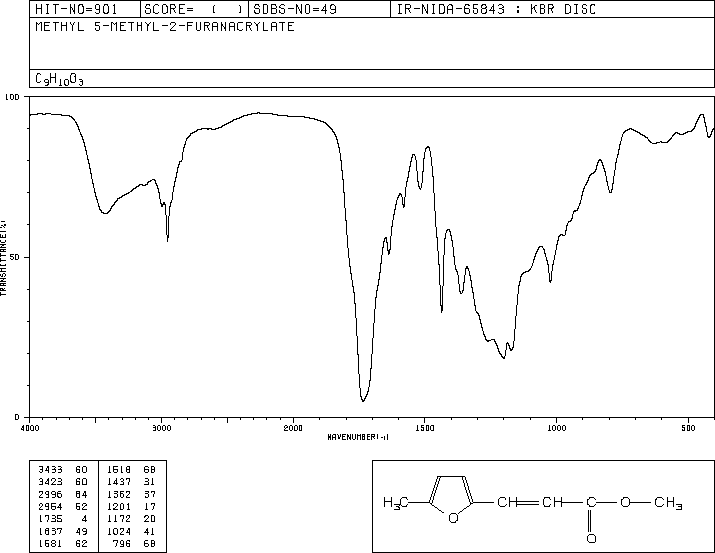 HIT-NO=901 SCORE= ( ) SDBS-NO=49 IR-NIDA-65843 : KBR DISC
METHYL 5-METHYL-2-FURANACRYLATE
C9H10O3
100
TRANSMITTANCE(%)
50
0
4000 3000 2000 1500 1000 500
WAVENUMBER(-1)
3433 60 1518 68
3423 60 1437 31
2996 64 1362 37
2954 52 1201 17
1735 4 1172 20
1637 49 1024 41
1581 62 796 68
H3C O CH CH C O CH3
O